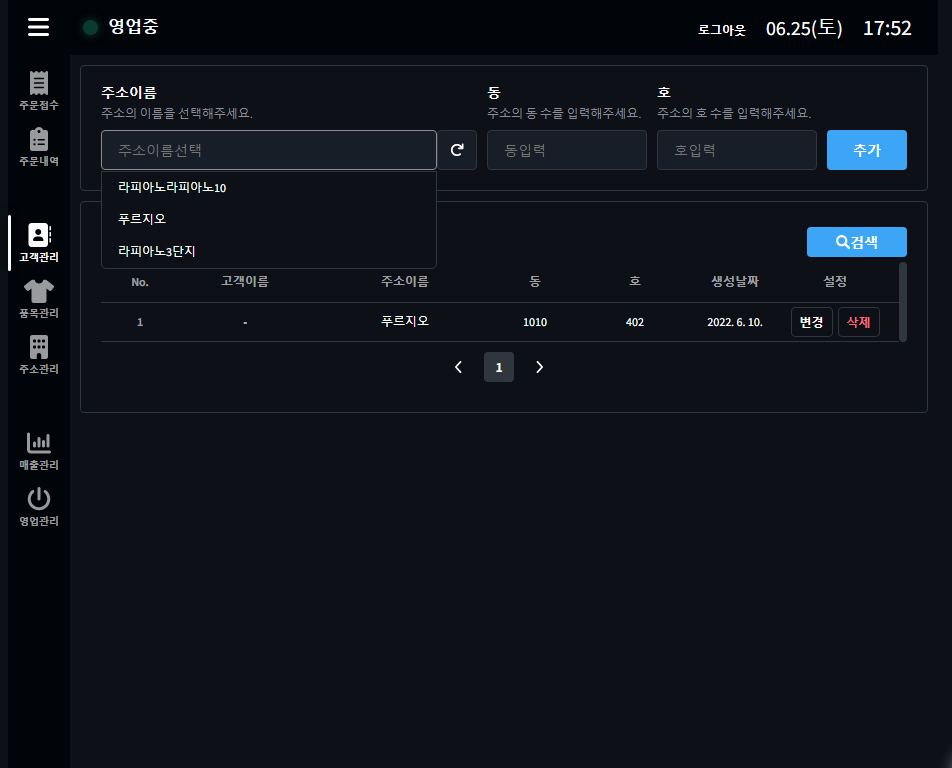 영업중
로그아웃 06.25(토) 17:52
주문접수
주문내역
고객관리
품목관리
주소관리
매출관리
영업관리
주소이름 동 호
주소의 이름을 선택해주세요. 주소의 동 수를 입력해주세요. 주소의 호 수를 입력해주세요.
주소이름선택 동입력 호입력 추가
라피아노라피아노10
푸르지오
라피아노3단지
검색
No. 고객이름 주소이름 동 호 생성날짜 설정
1 - 푸르지오 1010 402 2022. 6. 10. 변경 삭제
1